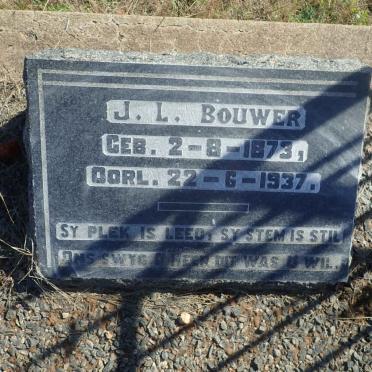 J. L. BOUWER
GEB. 2-8-1873,
OORL. 22-6-1937.
SY PLEK IS LEEG, SY STEM IS STIL
ONS SWYG O HEER DIT WAS U WIL.